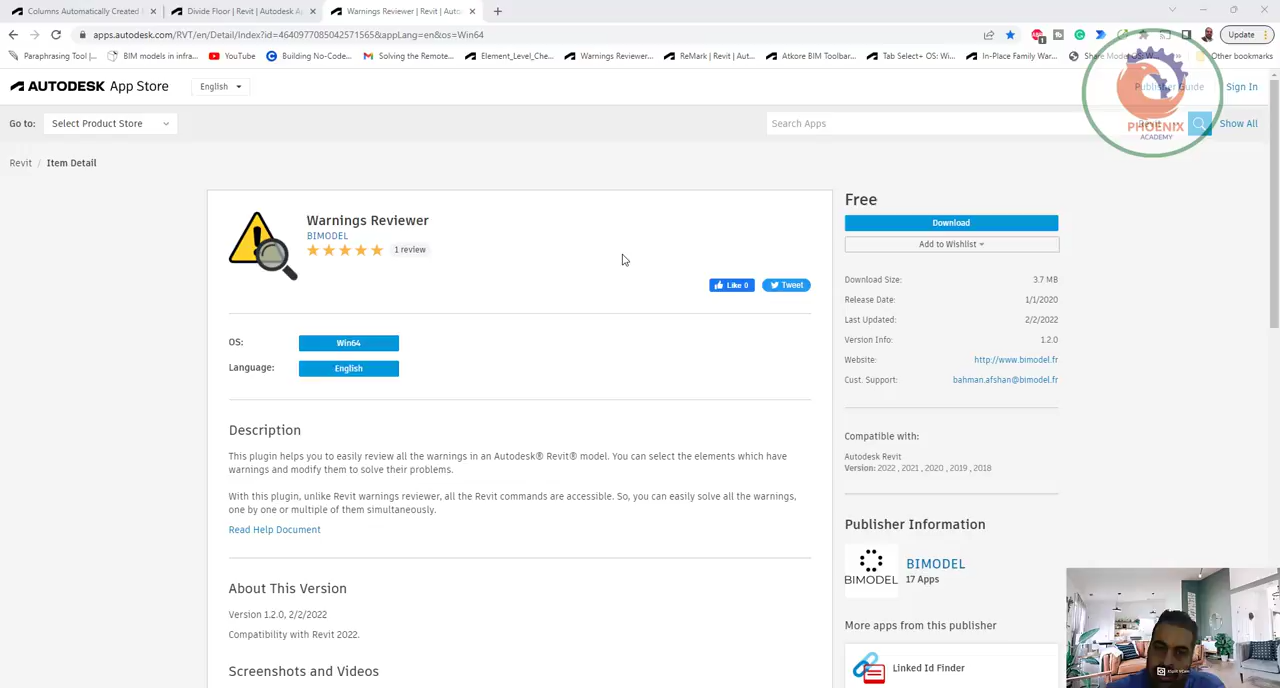 Columns Automatically Created
Divide Floor | Revit | Autodesk A
Warnings Reviewer | Revit | Auto
apps.autodesk.com/RVT/en/Detail/Index?id=4640977085042571565&appLang=en&os=Win64
Update
Paraphrasing Tool |...
BIM models in infra...
YouTube
Building No-Code...
Solving the Renas...
Element_Level_Che...
Warnings Reviewer...
ReMark | Revit | Aut...
Atkore BIM Toolbar...
Tab Select+ OS: Wi...
In-Place Family War...
Other bookmarks
AUTODESK App Store
English
Publisher Guide
Sign In
Go to:
Select Product Store
Search Apps
Show All
PHOENIX
ACADEMY
Revit / Item Detail
Warnings Reviewer
BIMODEL
1 review
Like 0
Tweet
OS:
Win64
Language:
English
Description
This plugin helps you to easily review all the warnings in an Autodesk® Revit® model. You can select the elements which have
warnings and modify them to solve their problems.
With this plugin, unlike Revit warnings reviewer, all the Revit commands are accessible. So, you can easily solve all the warnings,
one by one or multiple of them simultaneously.
Read Help Document
About This Version
Version 1.2.0, 2/2/2022
Compatibility with Revit 2022.
Screenshots and Videos
Free
Download
Add to Wishlist
Download Size: 3.7 MB
Release Date: 1/1/2020
Last Updated: 2/2/2022
Version Info: 1.2.0
Website: http://www.bimodel.fr
Cust. Support: bahman.afshan@bimodel.fr
Compatible with:
Autodesk Revit
Version: 2022 , 2021 , 2020 , 2019 , 2018
Publisher Information
BIMODEL
BIMODEL
17 Apps
More apps from this publisher
Linked Id Finder